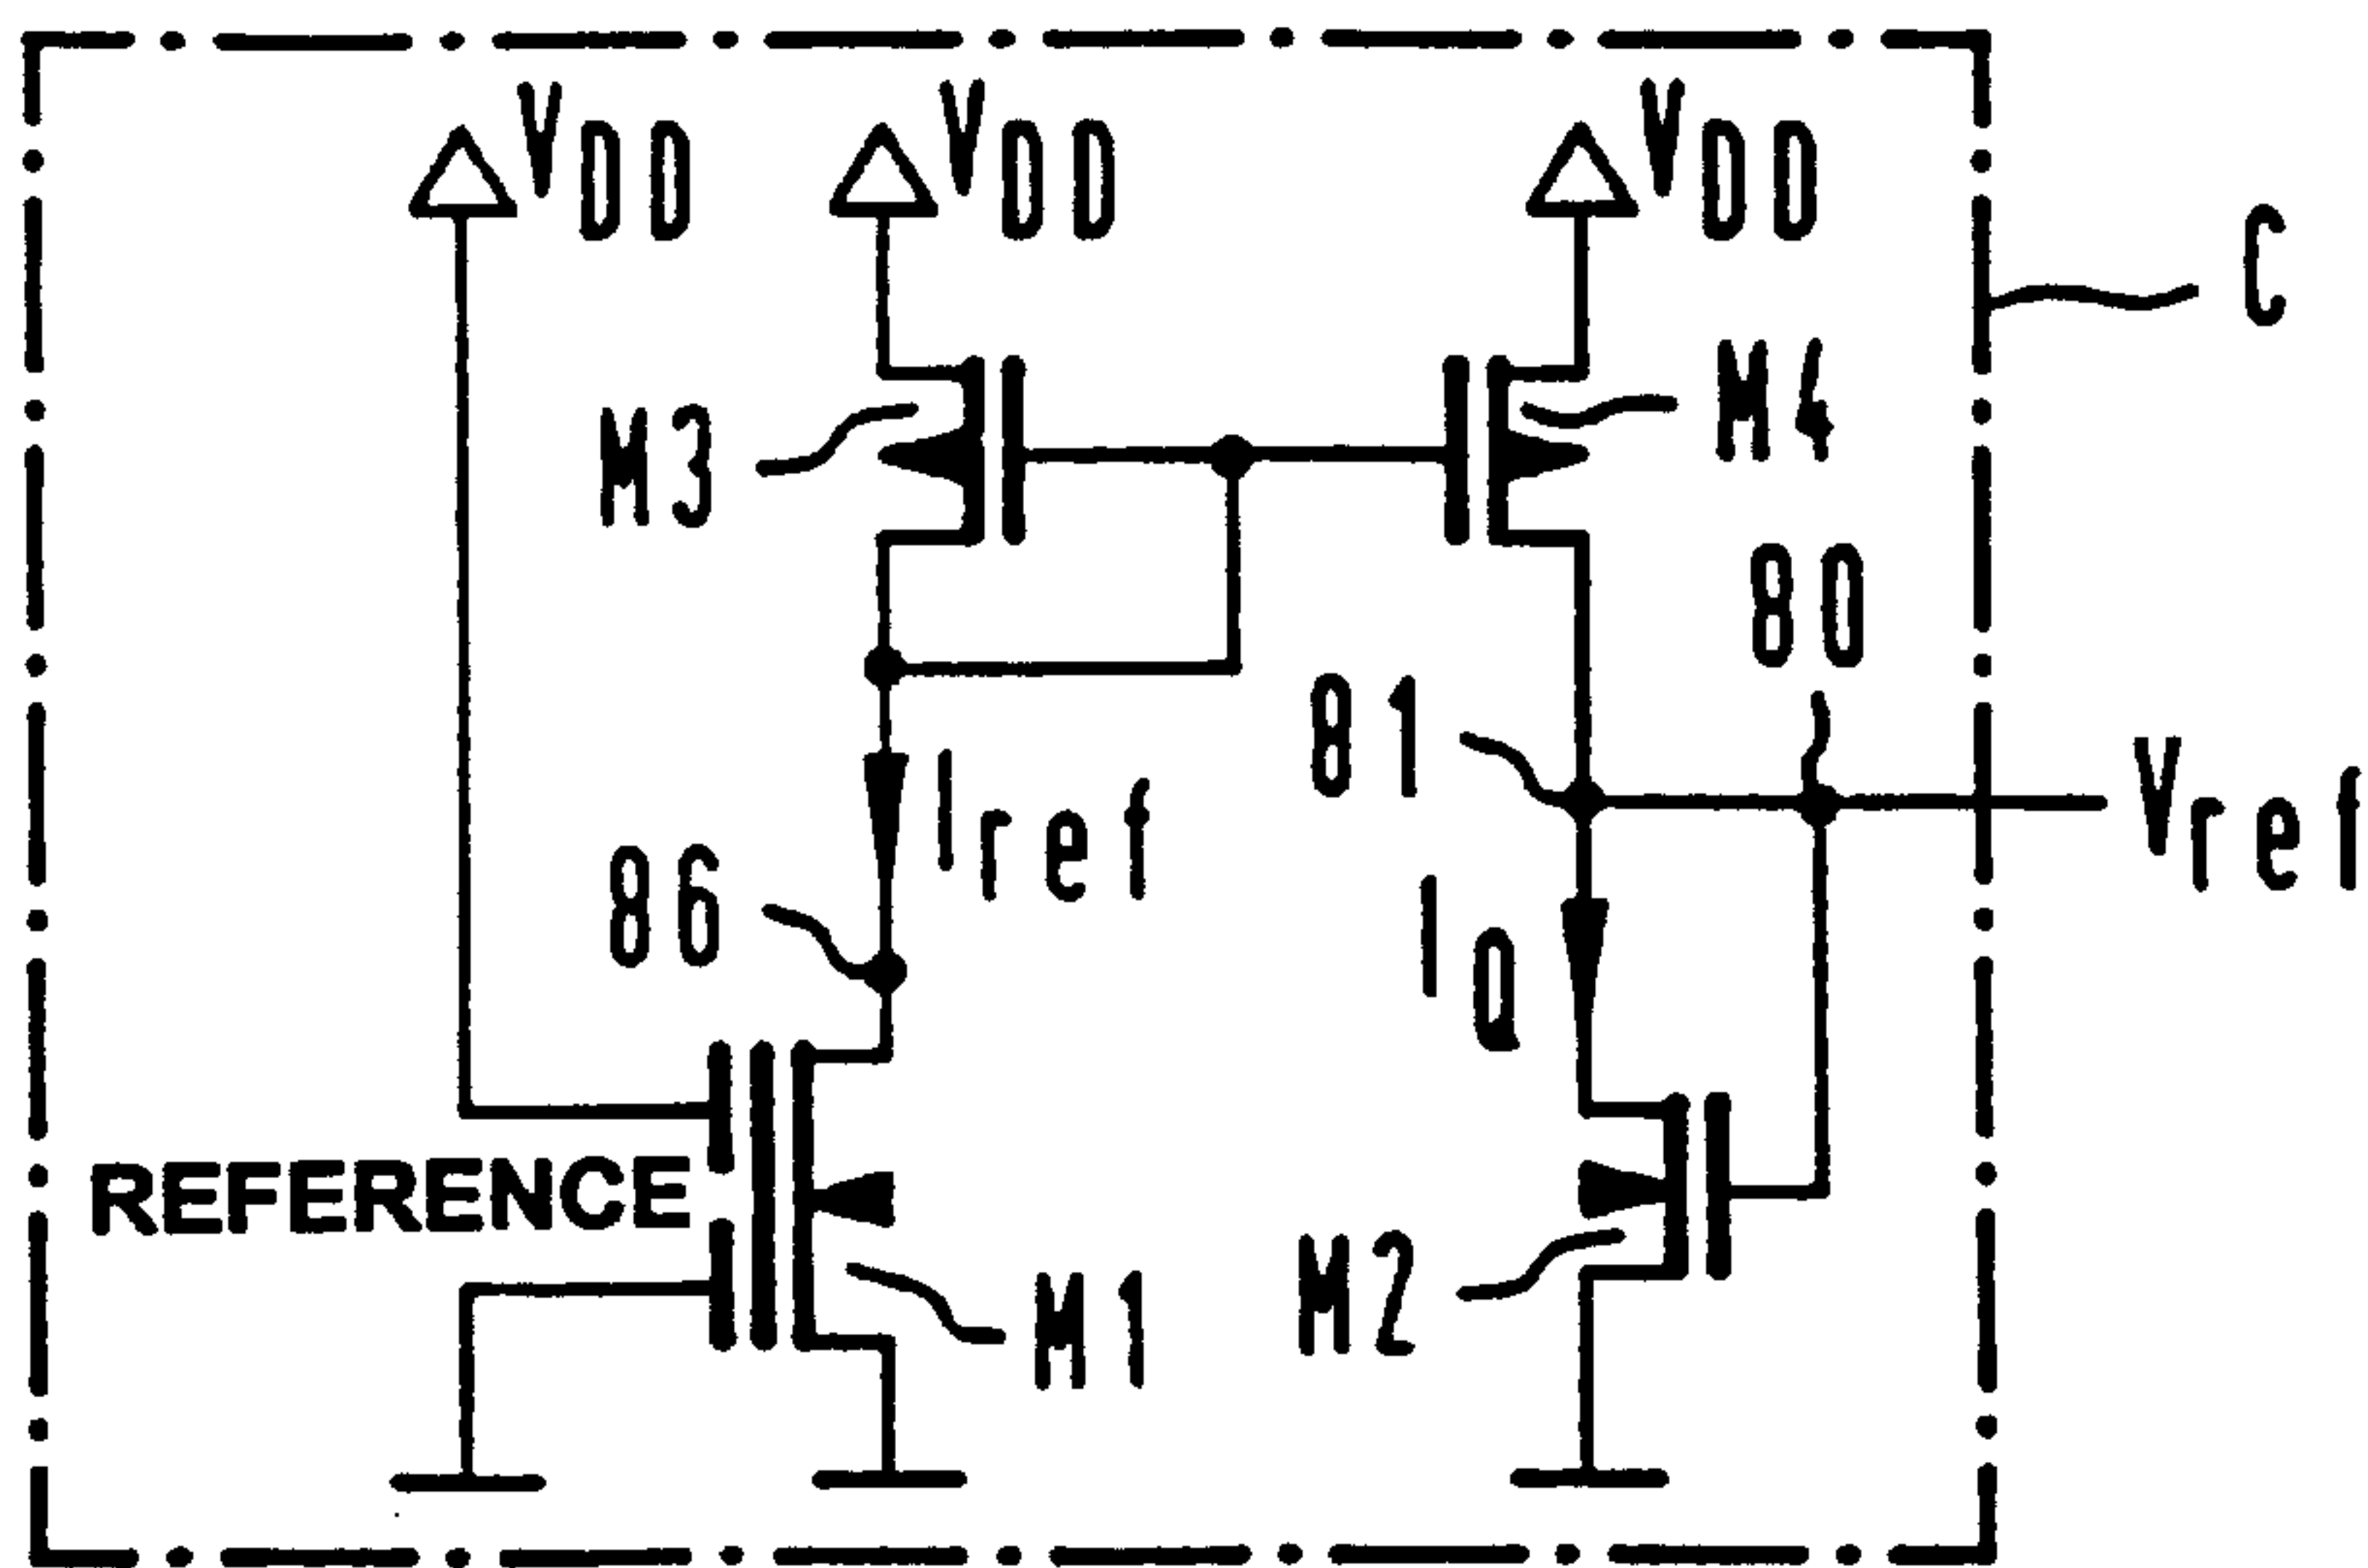 VDD VDD VDD
C
M3 M4
80
81
Vref
Iref
86
IQ
REFERENCE
M1 M2